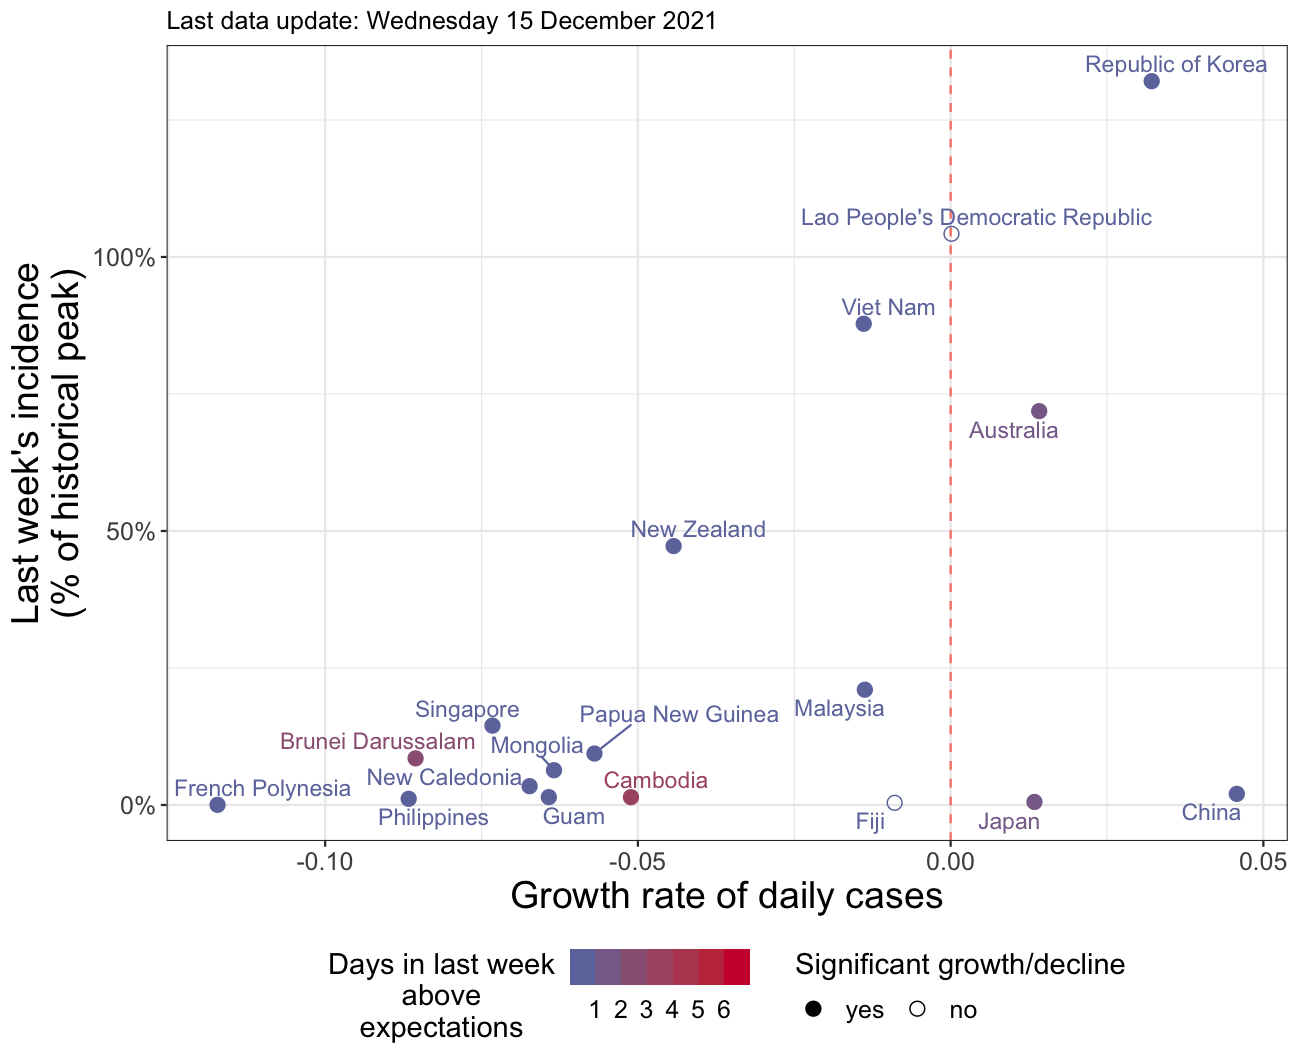 Last data update: Wednesday 15 December 2021
Republic of Korea
Lao People's Democratic Republic
100%
Viet Nam
Australia
Last week's incidence
(% of historical peak)
50%
New Zealand
Malaysia
Singapore
Papua New Guinea
Brunei Darussalam
Mongolia
New Caledonia
Cambodia
French Polynesia
0%
Philippines
Guam
Fiji
Japan
China
-0.10 -0.05 0.00 0.05
Growth rate of daily cases
Days in last week
above
expectations
1 2 3 4 5 6
Significant growth/decline
yes no